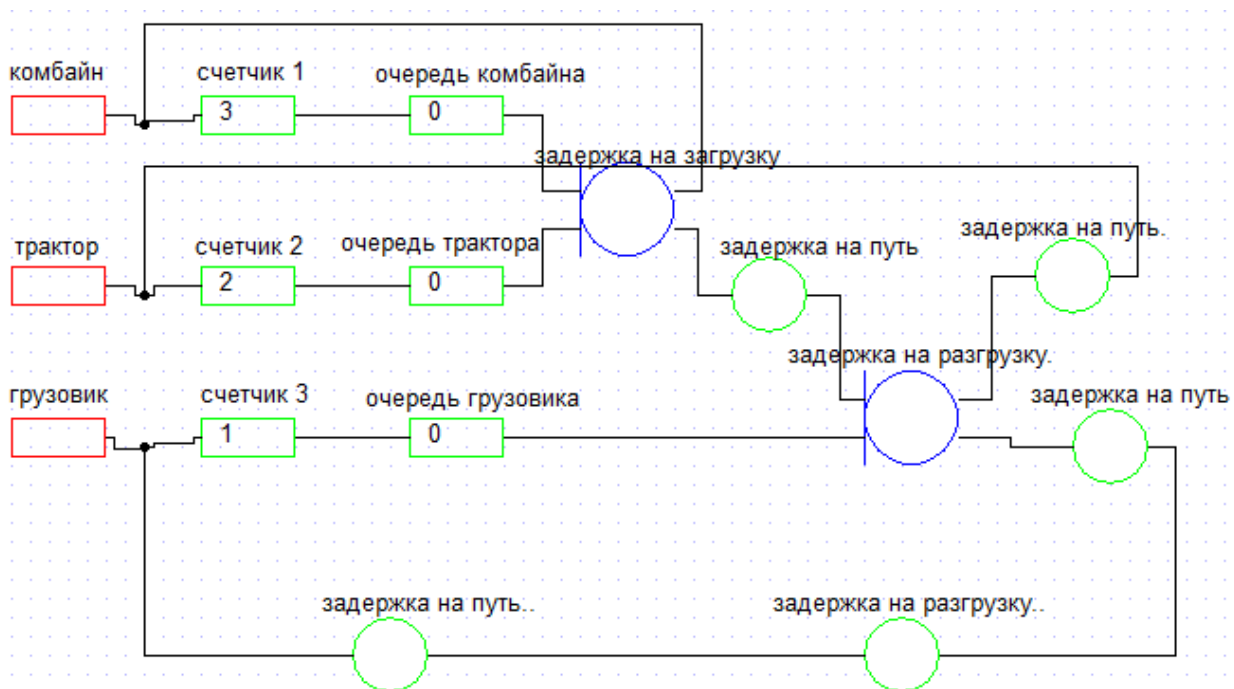 комбайн
счетчик 1
очередь комбайна
3
0
задержка на загрузку
трактор
счетчик 2
очередь трактора
2
0
задержка на путь
задержка на путь.
задержка на разгрузку.
грузовик
счетчик 3
очередь грузовика
1
0
задержка на путь
задержка на путь..
задержка на разгрузку..